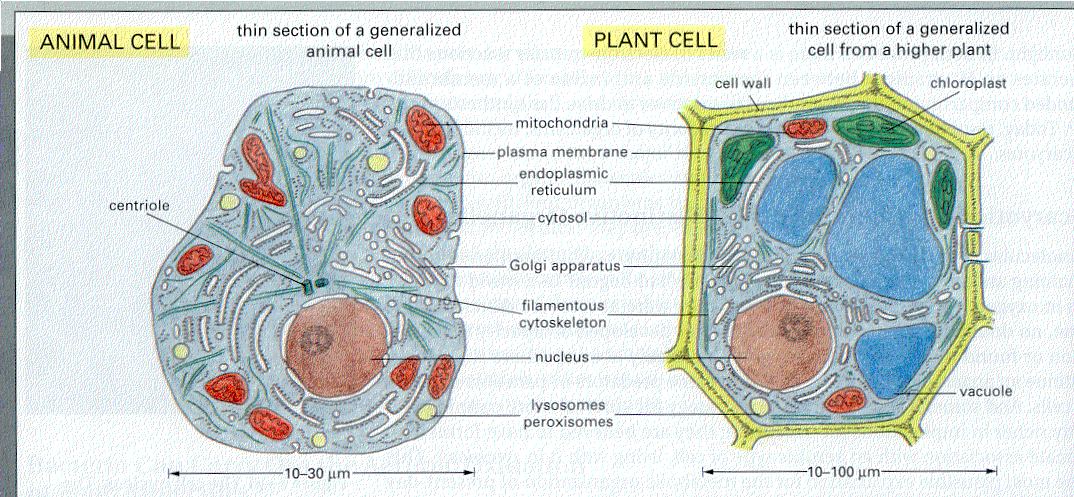 ANIMAL CELL
thin section of a generalized
animal cell
PLANT CELL
thin section of a generalized
cell from a higher plant
cell wall
chloroplast
mitochondria
plasma membrane
endoplasmic
reticulum
centriole
cytosol
Golgi apparatus
filamentous
cytoskeleton
nucleus
vacuole
lysosomes
peroxisomes
10–30 µm
10–100 µm